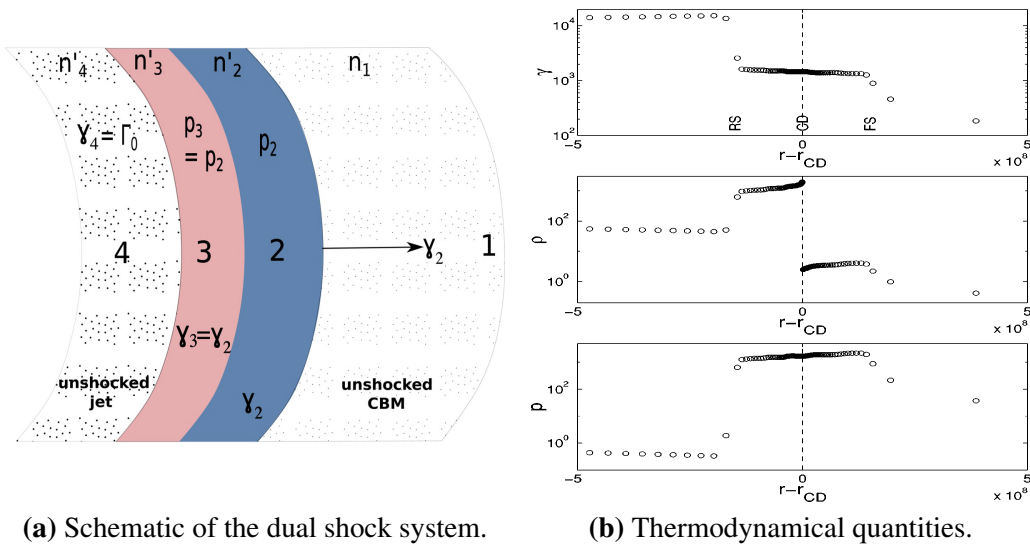 n'4 n'3 n'2 n1
γ4 = Γ0
p3
= p2
p2
4 3 2 1
γ2
γ3=γ2
γ2
unshocked
jet
unshocked
CBM
(a) Schematic of the dual shock system.
10^4
γ
10^3
10^2
RS CD FS
-5 0 5
r-rCD
x 10^8
10^2
ρ
10^0
-5 0 5
r-rCD
x 10^8
10^2
p
10^0
-5 0 5
r-rCD
x 10^8
(b) Thermodynamical quantities.